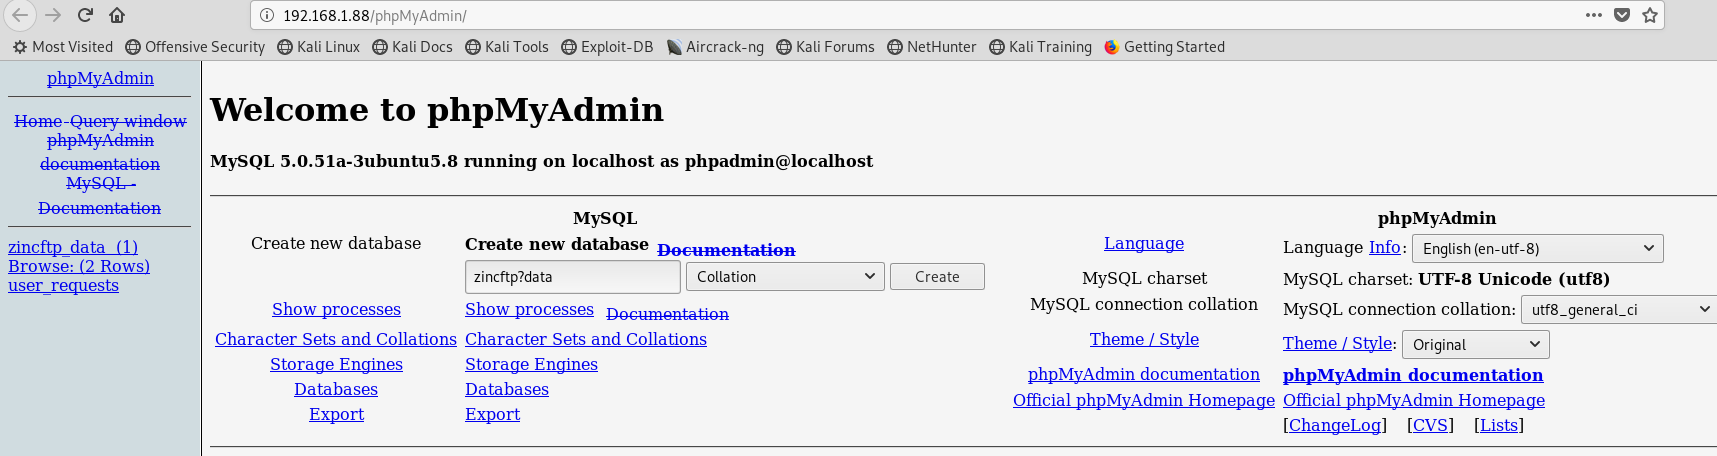 192.168.1.88/phpMyAdmin/
Most Visited Offensive Security Kali Linux Kali Docs Kali Tools Exploit-DB Aircrack-ng Kali Forums NetHunter Kali Training Getting Started
phpMyAdmin
Home Query window
phpMyAdmin
documentation
MySQL -
Documentation
zincftp_data (1)
Browse: (2 Rows)
user_requests
Welcome to phpMyAdmin
MySQL 5.0.51a-3ubuntu5.8 running on localhost as phpadmin@localhost
MySQL
Create new database Create new database Documentation
zincftp?data Collation Create
Show processes Show processes Documentation
Character Sets and Collations Character Sets and Collations
Storage Engines Storage Engines
Databases Databases
Export Export
phpMyAdmin
Language Language Info: English (en-utf-8)
MySQL charset MySQL charset: UTF-8 Unicode (utf8)
MySQL connection collation MySQL connection collation: utf8_general_ci
Theme / Style Theme / Style: Original
phpMyAdmin documentation phpMyAdmin documentation
Official phpMyAdmin Homepage Official phpMyAdmin Homepage
[ChangeLog] [CVS] [Lists]